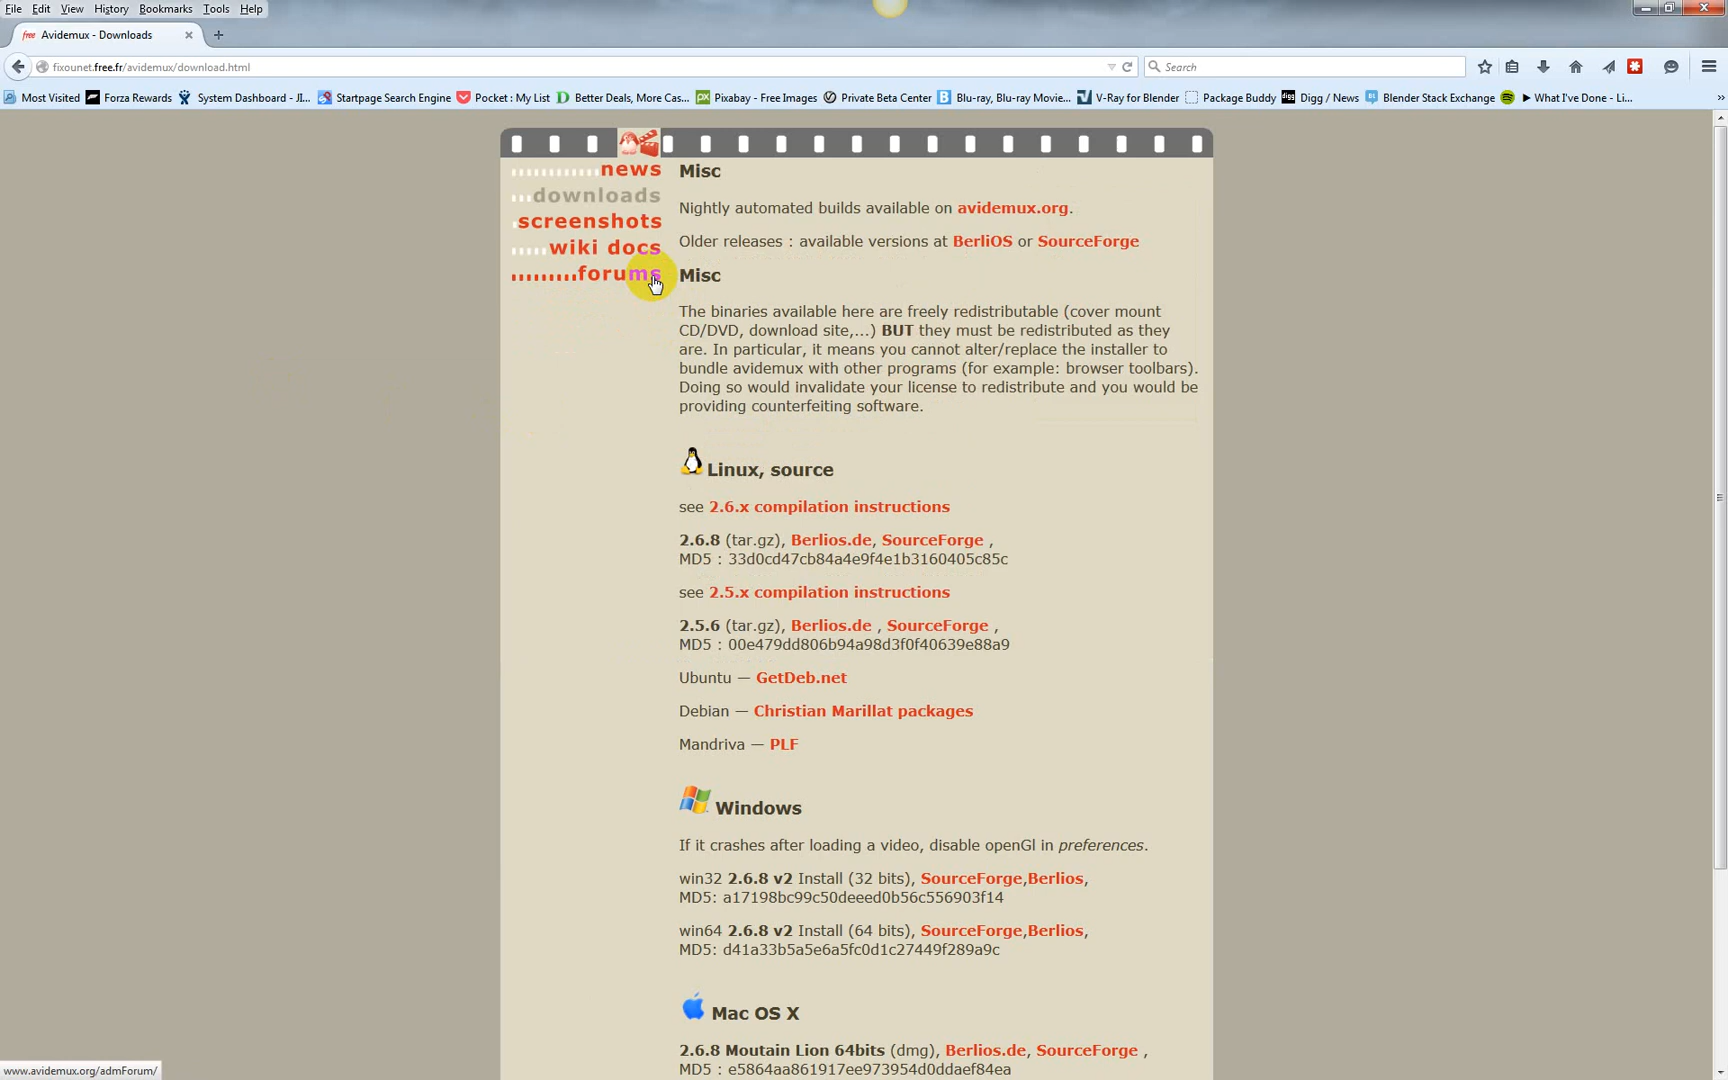 File Edit View History Bookmarks Tools Help
free Avidemux - Downloads
fixounet.free.fr/avidemux/download.html
Search
Most Visited Forza Rewards System Dashboard - JI... Startpage Search Engine Pocket : My List Better Deals, More Cas... Pixabay - Free Images Private Beta Center Blu-ray, Blu-ray Movie... V-Ray for Blender Package Budy Digg / News Blender Stack Exchange ► What I've Done - Li... »
news
downloads
screenshots
wiki docs
forums
Misc
Nightly automated builds available on avidemux.org.
Older releases : available versions at BerliOS or SourceForge
Misc
The binaries available here are freely redistributable (cover mount
CD/DVD, download site,...) BUT they must be redistributed as they
are. In particular, it means you cannot alter/replace the installer to
bundle avidemux with other programs (for example: browser toolbars).
Doing so would invalidate your license to redistribute and you would be
providing counterfeiting software.
Linux, source
see 2.6.x compilation instructions
2.6.8 (tar.gz), Berlios.de, SourceForge ,
MD5 : 33d0cd47cb84a4e9f4e1b3160405c85c
see 2.5.x compilation instructions
2.5.6 (tar.gz), Berlios.de , SourceForge ,
MD5 : 00e479dd806b94a98d3f0f40639e88a9
Ubuntu — GetDeb.net
Debian — Christian Marillat packages
Mandriva — PLF
Windows
If it crashes after loading a video, disable openGl in preferences.
win32 2.6.8 v2 Install (32 bits), SourceForge,Berlios,
MD5: a17198bc99c50deeed0b56c556903f14
win64 2.6.8 v2 Install (64 bits), SourceForge,Berlios,
MD5: d41a33b5a5e6a5fc0d1c27449f289a9c
Mac OS X
2.6.8 Moutain Lion 64bits (dmg), Berlios.de, SourceForge ,
MD5 : e5864aa861917ee973954d0ddaef84ea
www.avidemux.org/admForum/